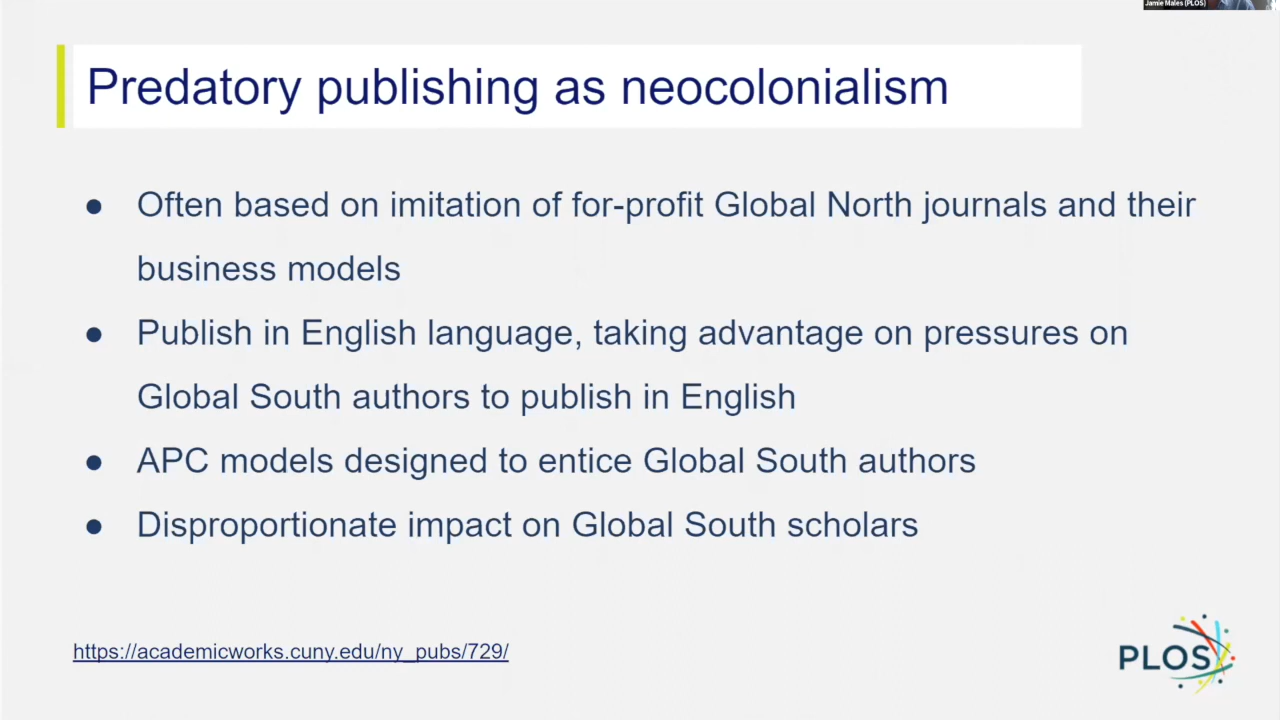 Jamie Males (PLOS)
Predatory publishing as neocolonialism
● Often based on imitation of for-profit Global North journals and their
business models
● Publish in English language, taking advantage on pressures on
Global South authors to publish in English
● APC models designed to entice Global South authors
● Disproportionate impact on Global South scholars
https://academicworks.cuny.edu/ny_pubs/729/
PLOS